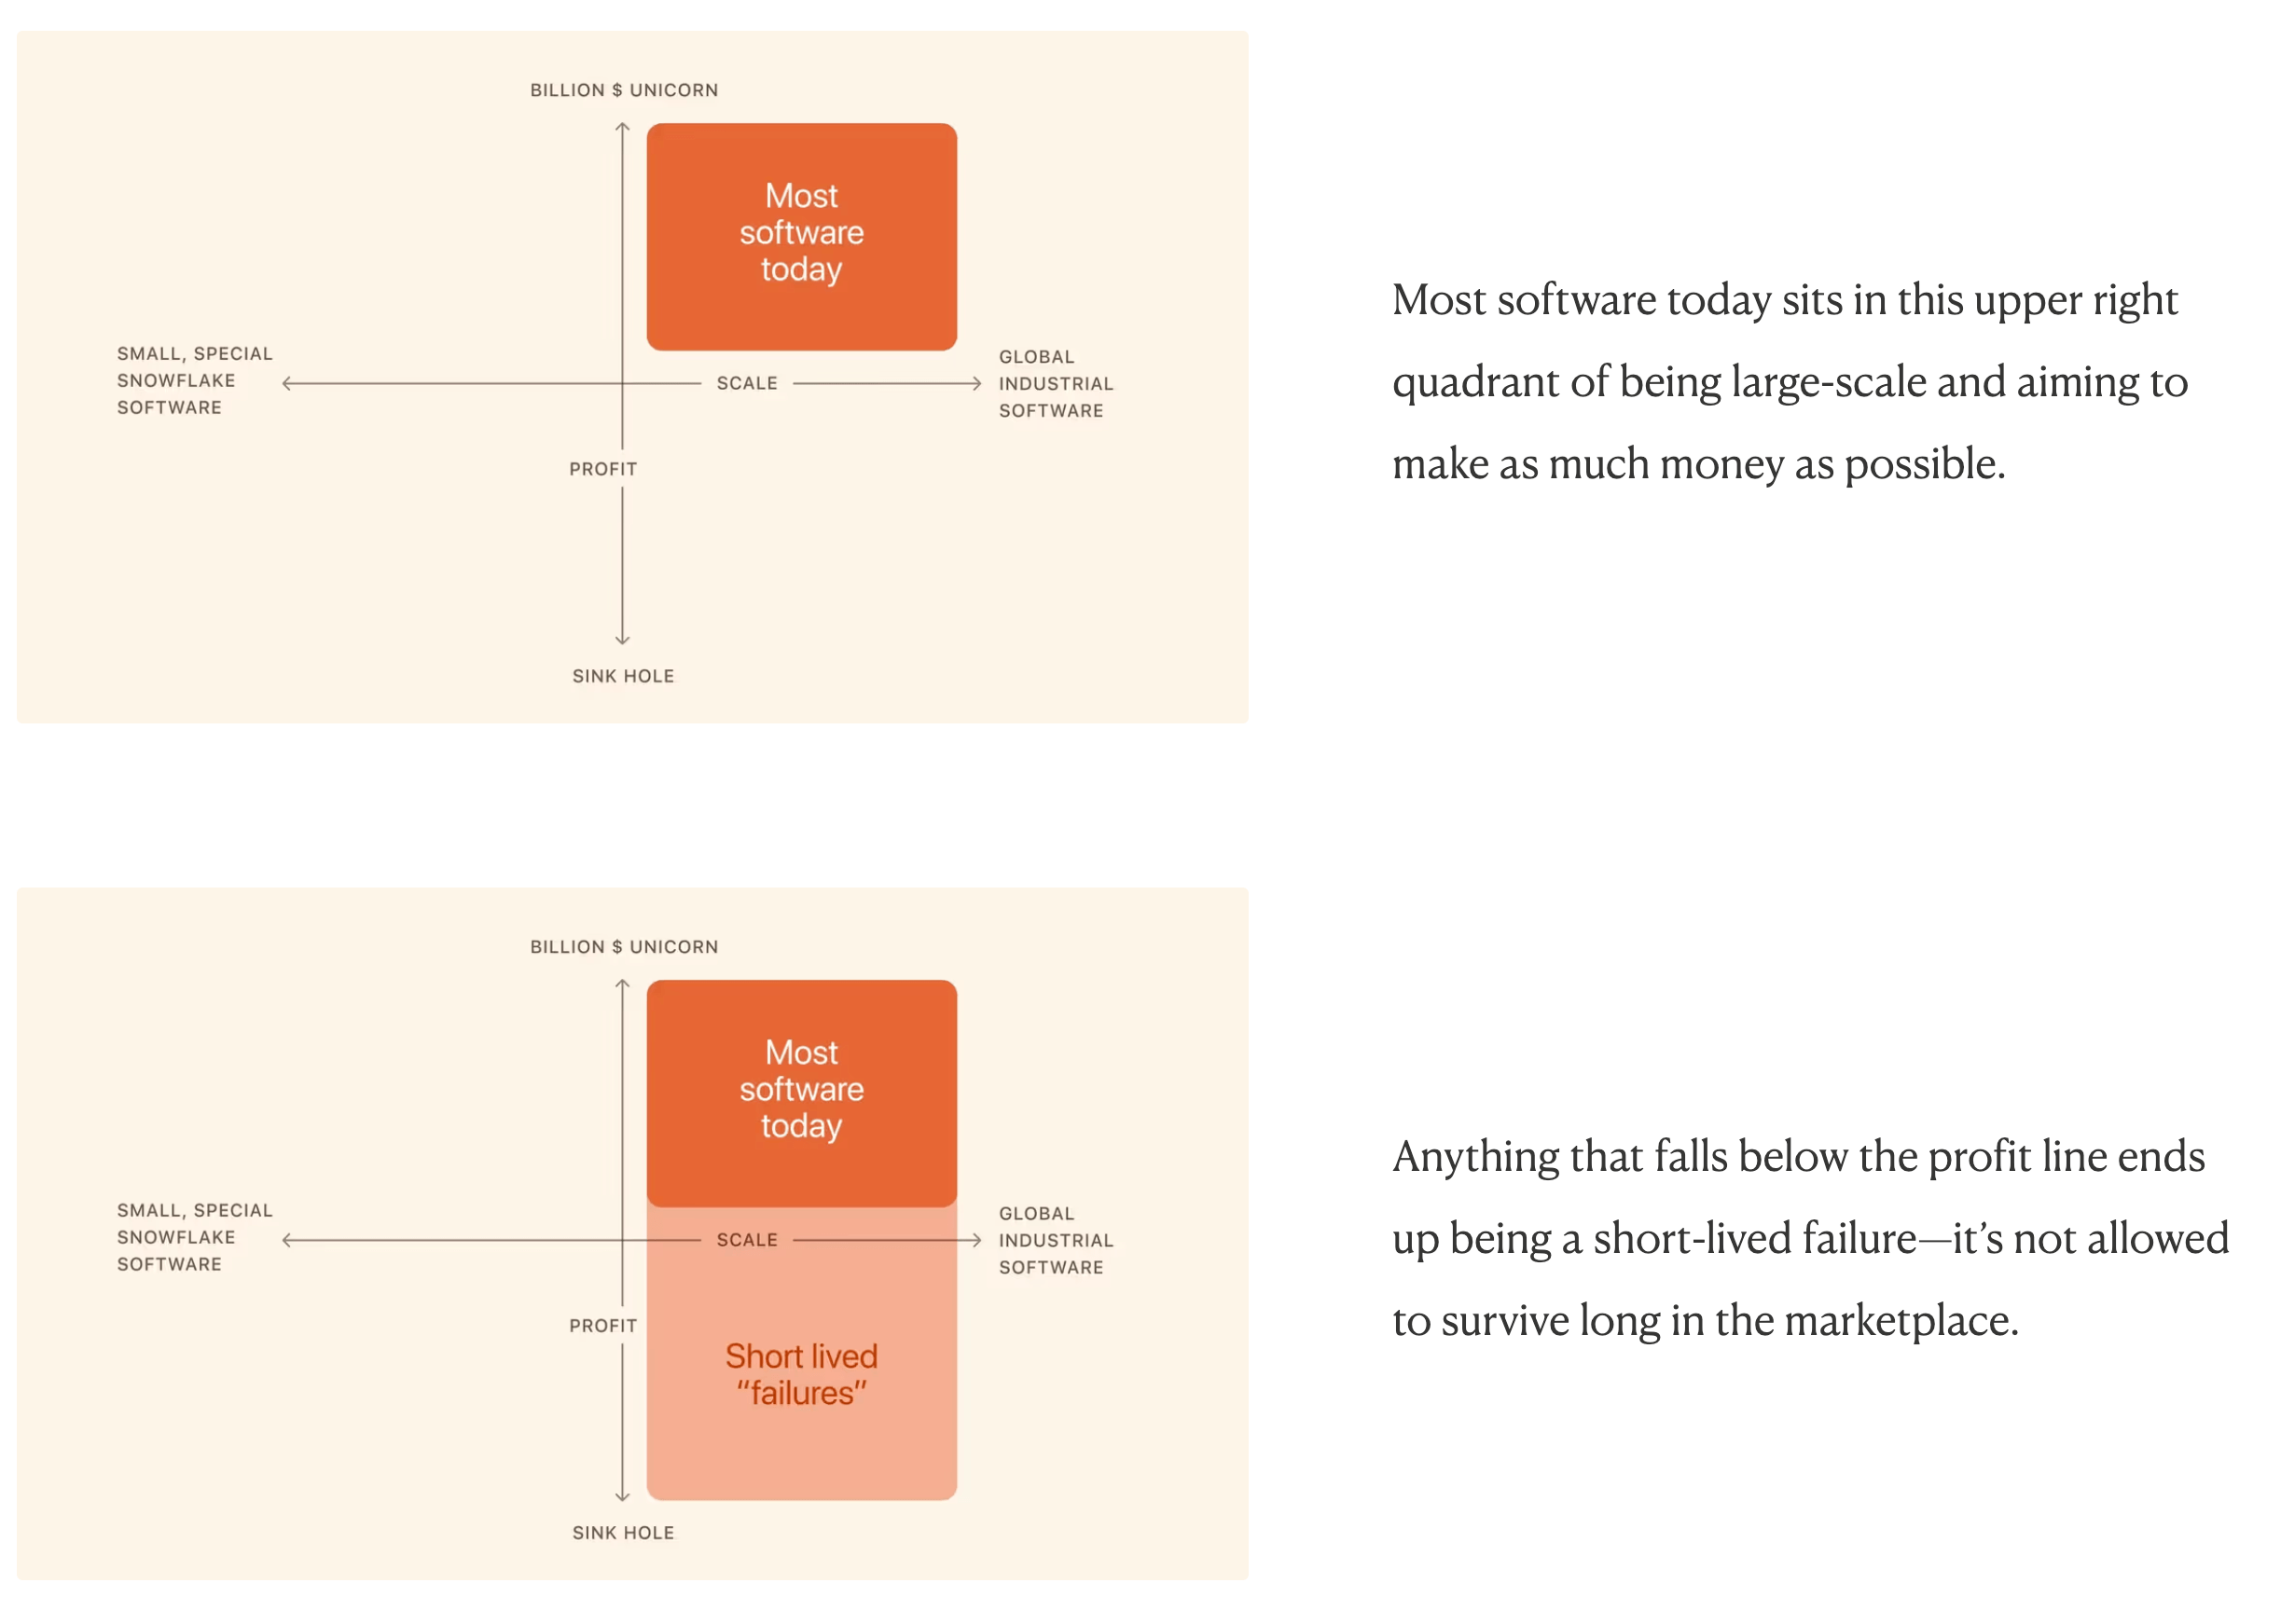 BILLION $ UNICORN
Most
software
today
SMALL, SPECIAL
SNOWFLAKE
SOFTWARE
SCALE
GLOBAL
INDUSTRIAL
SOFTWARE
PROFIT
SINK HOLE
Most software today sits in this upper right
quadrant of being large-scale and aiming to
make as much money as possible.
BILLION $ UNICORN
Most
software
today
SMALL, SPECIAL
SNOWFLAKE
SOFTWARE
SCALE
GLOBAL
INDUSTRIAL
SOFTWARE
PROFIT
Short lived
“failures”
SINK HOLE
Anything that falls below the profit line ends
up being a short-lived failure—it’s not allowed
to survive long in the marketplace.